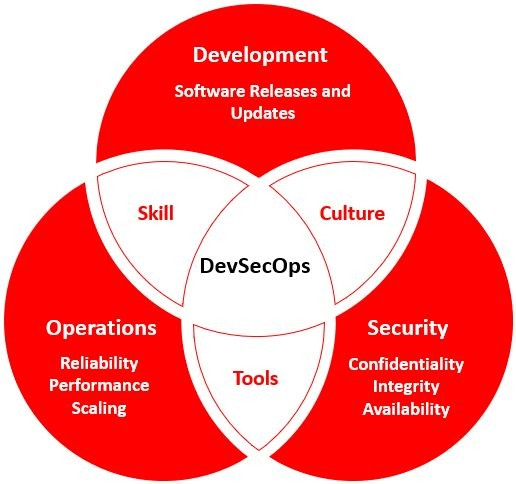 Development
Software Releases and
Updates
Skill
Culture
DevSecOps
Operations
Reliability
Performance
Scaling
Security
Confidentiality
Integrity
Availability
Tools